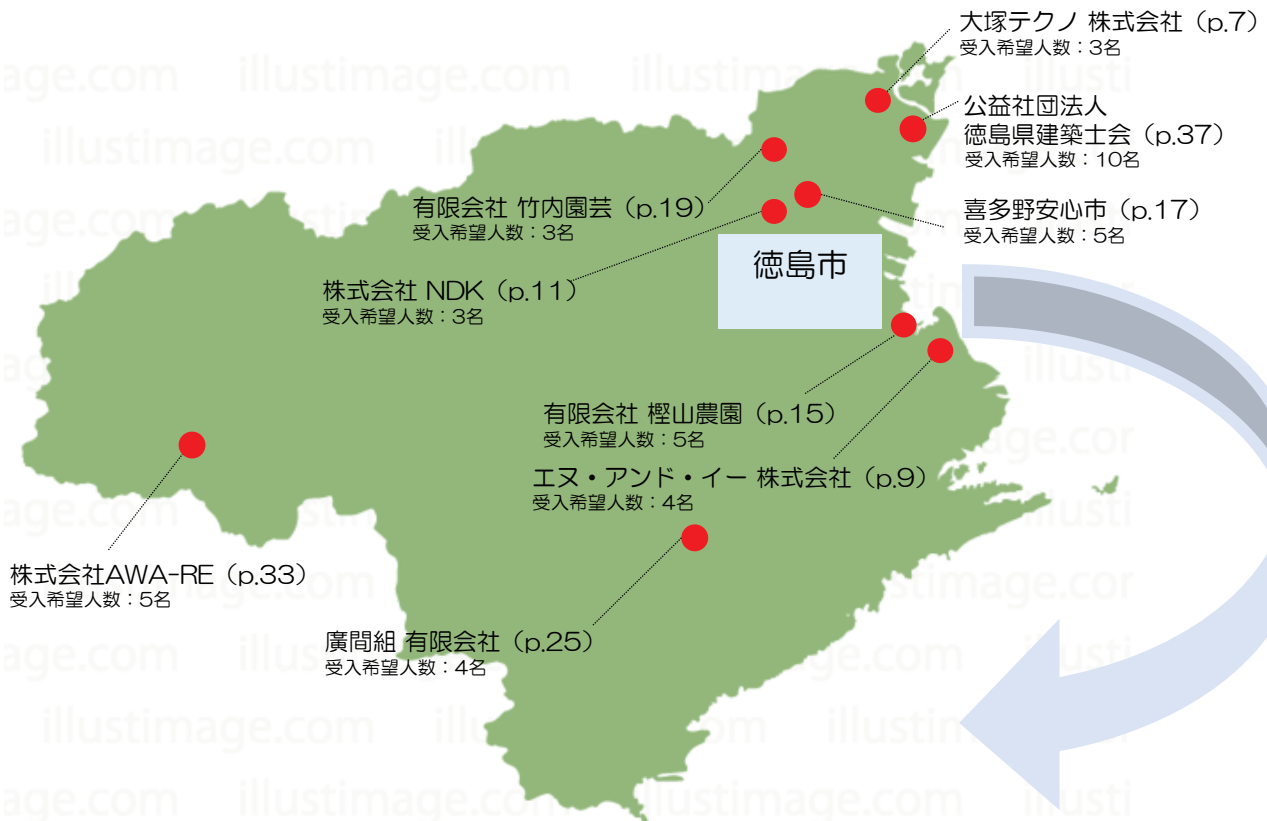 大塚テクノ 株式会社（p.7）
受入希望人数：3名
公益社団法人
徳島県建築士会（p.37）
受入希望人数：10名
有限会社 竹内園芸（p.19）
受入希望人数：3名
喜多野安心市（p.17）
受入希望人数：5名
株式会社 NDK（p.11）
受入希望人数：3名
徳島市
有限会社 樫山農園（p.15）
受入希望人数：5名
エヌ・アンド・イー 株式会社（p.9）
受入希望人数：4名
株式会社AWA-RE（p.33）
受入希望人数：5名
廣間組 有限会社（p.25）
受入希望人数：4名
illustimage.com